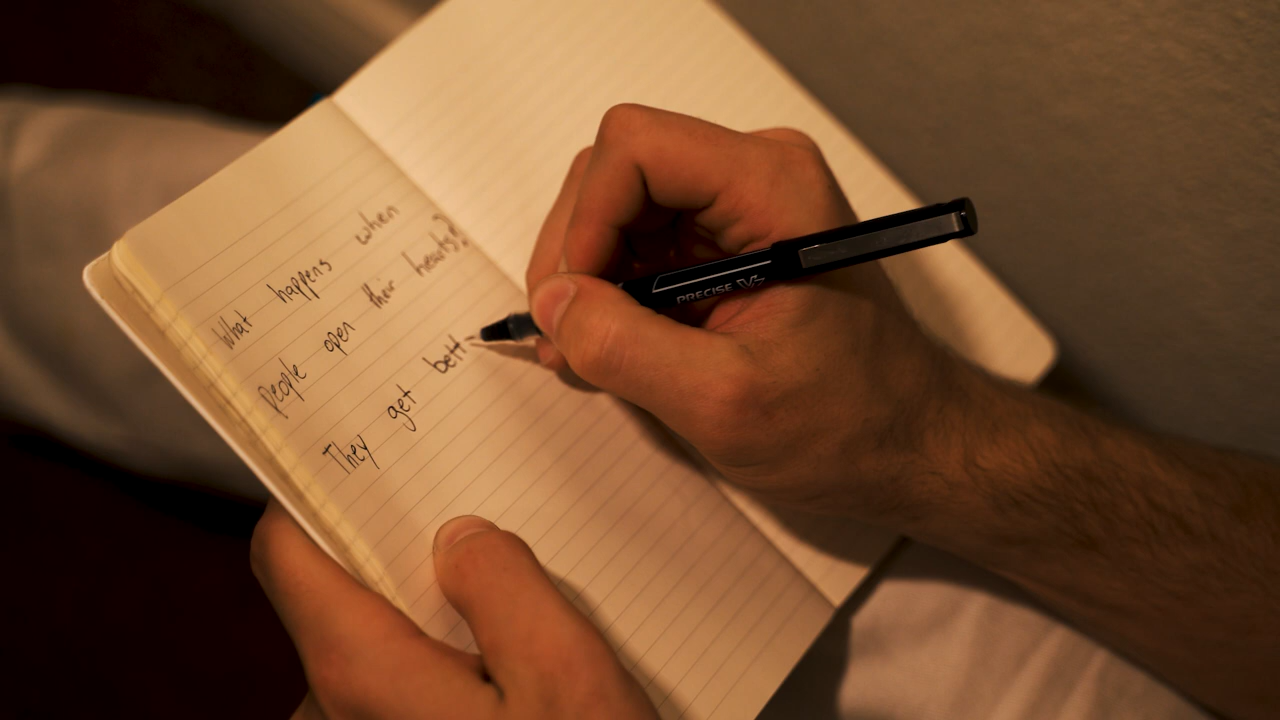 What happens when
people open their hearts?
They get bett
PRECISE V7